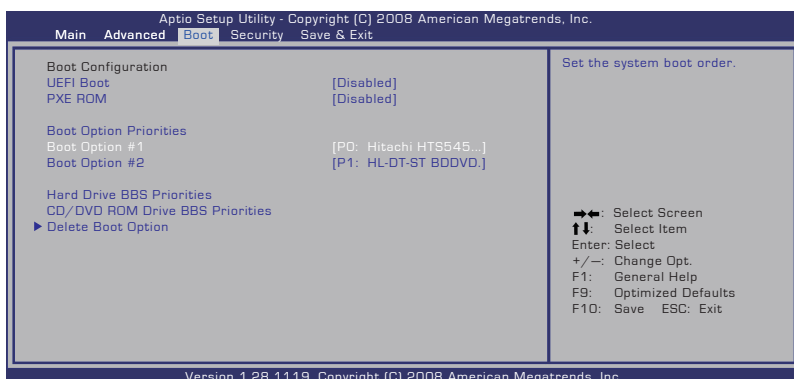 Aptio Setup Utility - Copyright (C) 2008 American Megatrends, Inc.
Main Advanced Boot Security Save & Exit
Boot Configuration
UEFI Boot [Disabled]
PXE ROM [Disabled]
Boot Option Priorities
Boot Option #1 [P0: Hitachi HTS545...]
Boot Option #2 [P1: HL-DT-ST BDDVD.]
Hard Drive BBS Priorities
CD/DVD ROM Drive BBS Priorities
Delete Boot Option
Set the system boot order.
→←: Select Screen
↑↓: Select Item
Enter: Select
+/—: Change Opt.
F1: General Help
F9: Optimized Defaults
F10: Save ESC: Exit
Version 1.28.1119. Copyright (C) 2008 American Megatrends, Inc.